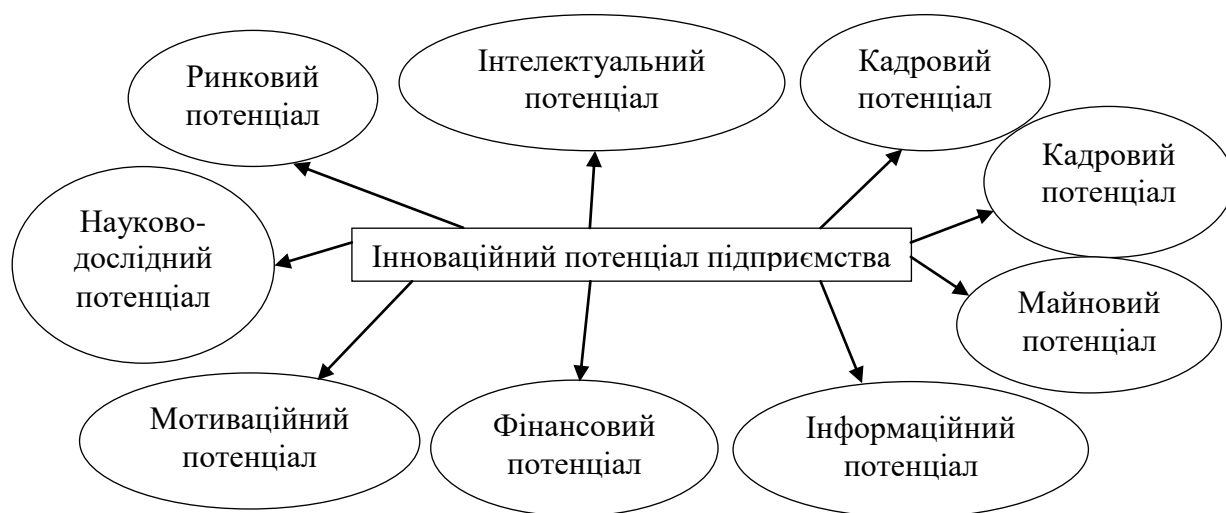 Ринковий
потенціал
Інтелектуальний
потенціал
Кадровий
потенціал
Кадровий
потенціал
Науково-
дослідний
потенціал
Інноваційний потенціал підприємства
Майновий
потенціал
Мотиваційний
потенціал
Фінансовий
потенціал
Інформаційний
потенціал